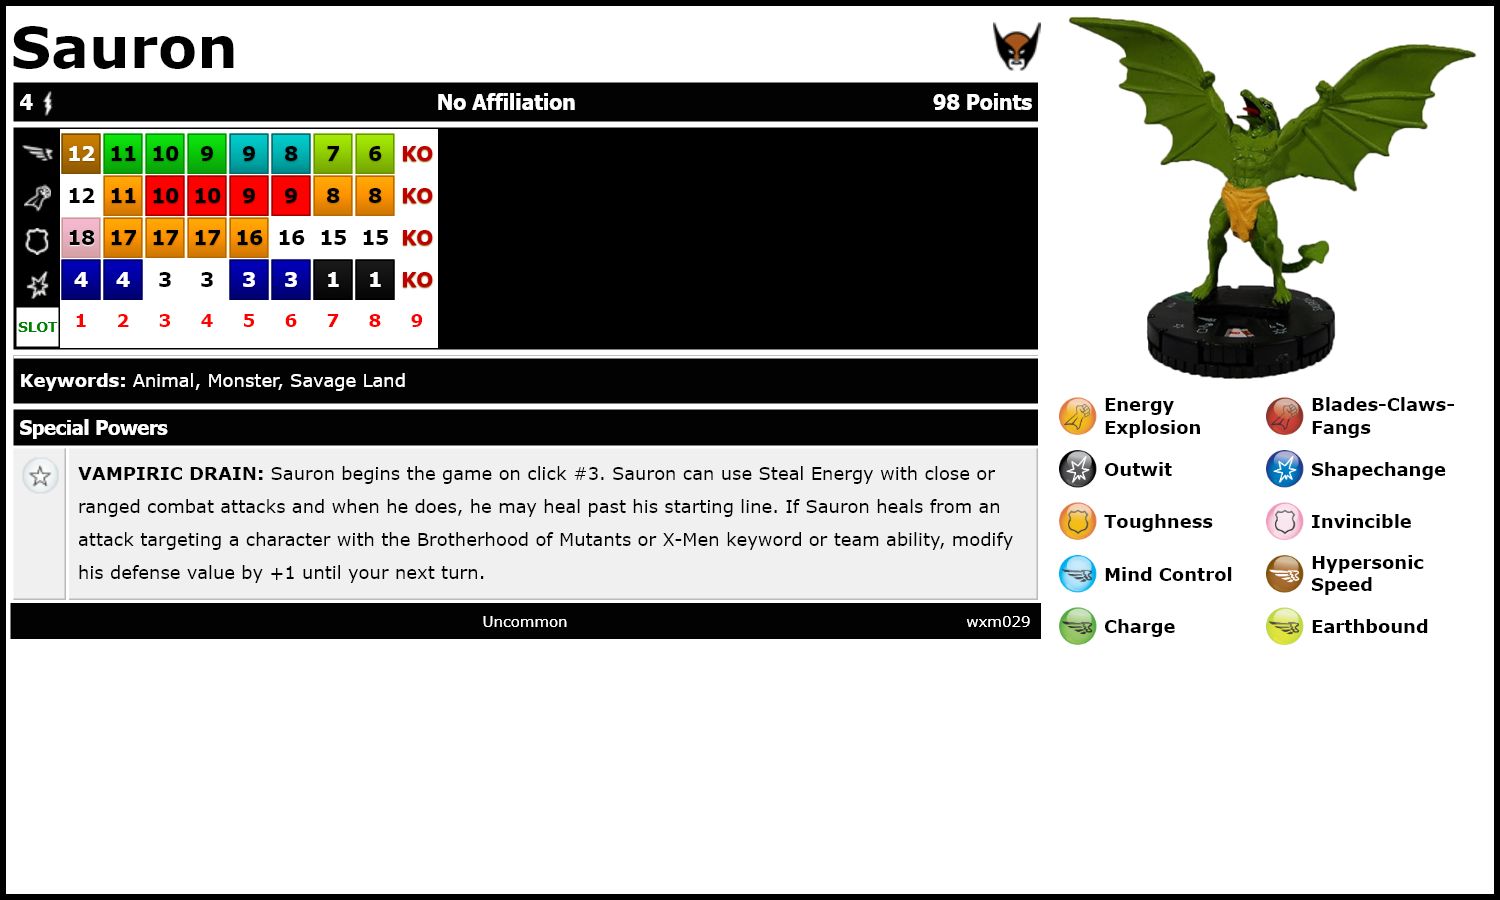 Sauron
4 No Affiliation 98 Points
12 11 10 9 9 8 7 6 KO
12 11 10 10 9 9 8 8 KO
18 17 17 17 16 16 15 15 KO
4 4 3 3 3 3 1 1 KO
SLOT 1 2 3 4 5 6 7 8 9
Keywords: Animal, Monster, Savage Land
Special Powers
VAMPIRIC DRAIN: Sauron begins the game on click #3. Sauron can use Steal Energy with close or
ranged combat attacks and when he does, he may heal past his starting line. If Sauron heals from an
attack targeting a character with the Brotherhood of Mutants or X-Men keyword or team ability, modify
his defense value by +1 until your next turn.
Uncommon wxm029
Energy
Explosion
Blades-Claws-
Fangs
Outwit
Shapechange
Toughness
Invincible
Mind Control
Hypersonic
Speed
Charge
Earthbound